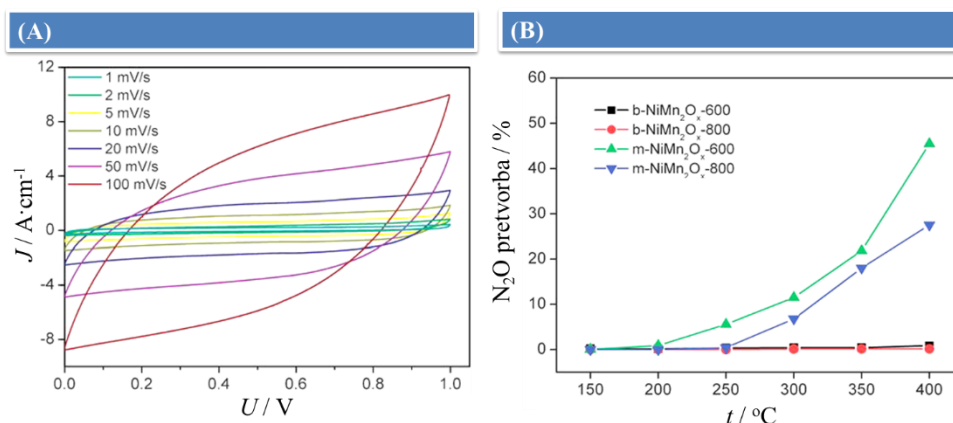 (A)
12
8
4
0
-4
-8
J / A·cm⁻¹
1 mV/s
2 mV/s
5 mV/s
10 mV/s
20 mV/s
50 mV/s
100 mV/s
0.0 0.2 0.4 0.6 0.8 1.0
U / V
(B)
60
50
40
30
20
10
0
N₂O pretvorba / %
b-NiMn₂Oₓ-600
b-NiMn₂Oₓ-800
m-NiMn₂Oₓ-600
m-NiMn₂Oₓ-800
150 200 250 300 350 400
t / °C